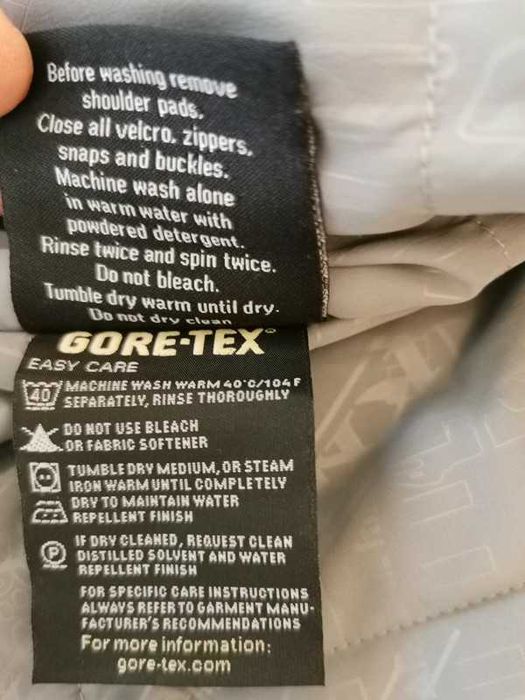 Before washing remove
shoulder pads.
Close all velcro, zippers,
snaps and buckles.
Machine wash alone
in warm water with
powdered detergent.
Rinse twice and spin twice.
Do not bleach.
Tumble dry warm until dry.
Do not dry clean
GORE-TEX®
EASY CARE
40 MACHINE WASH WARM 40°C/104 F
SEPARATELY, RINSE THOROUGHLY
DO NOT USE BLEACH
OR FABRIC SOFTENER
TUMBLE DRY MEDIUM, OR STEAM
IRON WARM UNTIL COMPLETELY
DRY TO MAINTAIN WATER
REPELLENT FINISH
P IF DRY CLEANED, REQUEST CLEAN
DISTILLED SOLVENT AND WATER
REPELLENT FINISH
FOR SPECIFIC CARE INSTRUCTIONS
ALWAYS REFER TO GARMENT MANU-
FACTURER'S RECOMMENDATIONS
For more information:
gore-tex.com